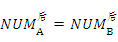 NUM_A = NUM_B